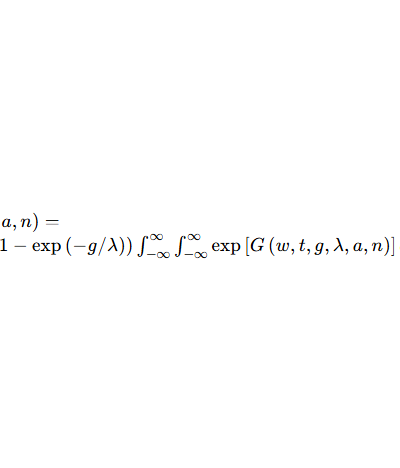 a, n) =
1 − exp (−g/λ)) ∫_{−∞}^{∞} ∫_{−∞}^{∞} exp [G (w, t, g, λ, a, n)]